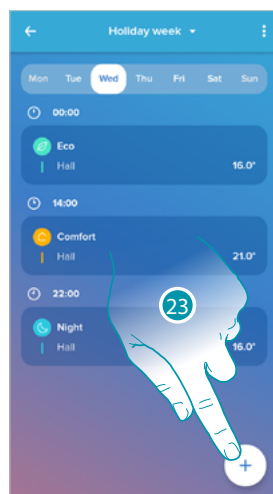 Holiday week
Mon Tue Wed Thu Fri Sat Sun
00:00
Eco
Hall 16.0°
14:00
C Comfort
Hall 21.0°
23
22:00
Night
Hall 16.0°
+